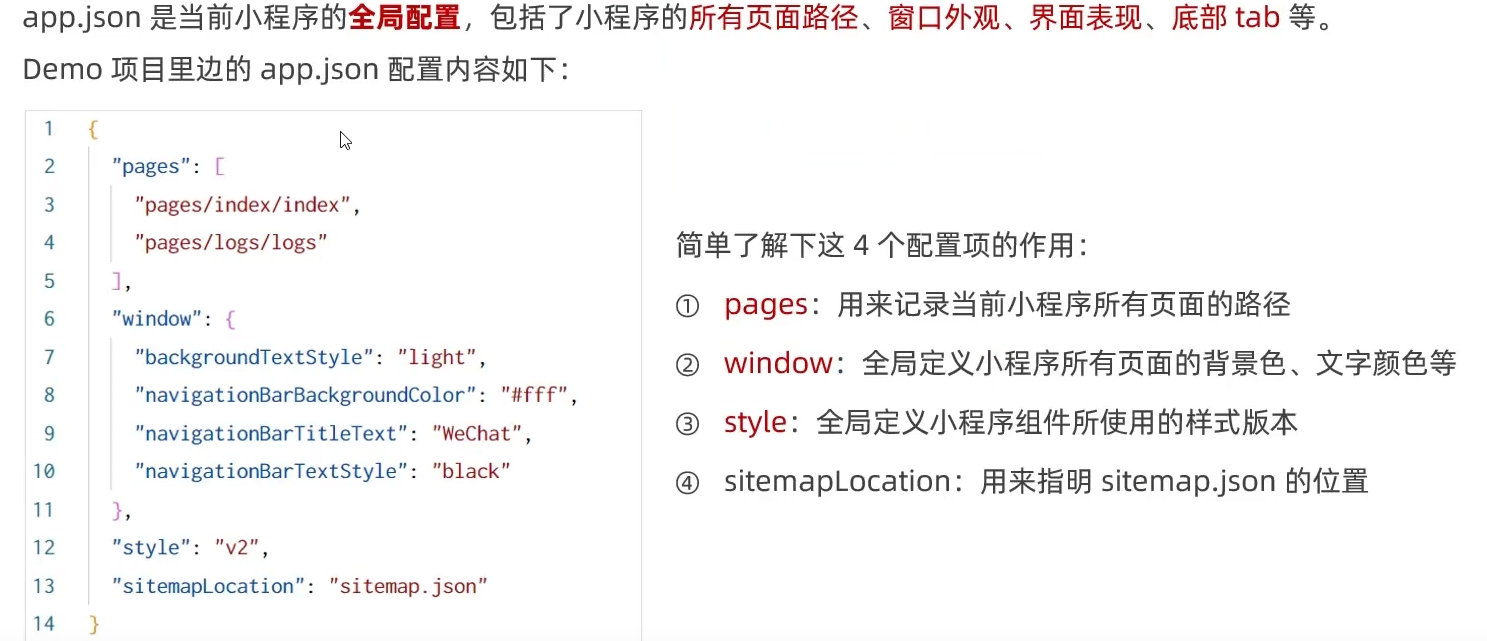 app.json 是当前小程序的全局配置，包括了小程序的所有页面路径、窗口外观、界面表现、底部 tab 等。
Demo 项目里边的 app.json 配置内容如下：
1 {
2 "pages": [
3 "pages/index/index",
4 "pages/logs/logs"
5 ],
6 "window": {
7 "backgroundTextStyle": "light",
8 "navigationBarBackgroundColor": "#fff",
9 "navigationBarTitleText": "WeChat",
10 "navigationBarTextStyle": "black"
11 },
12 "style": "v2",
13 "sitemapLocation": "sitemap.json"
14 }
简单了解下这 4 个配置项的作用：
① pages：用来记录当前小程序所有页面的路径
② window：全局定义小程序所有页面的背景色、文字颜色等
③ style：全局定义小程序组件所使用的样式版本
④ sitemapLocation：用来指明 sitemap.json 的位置